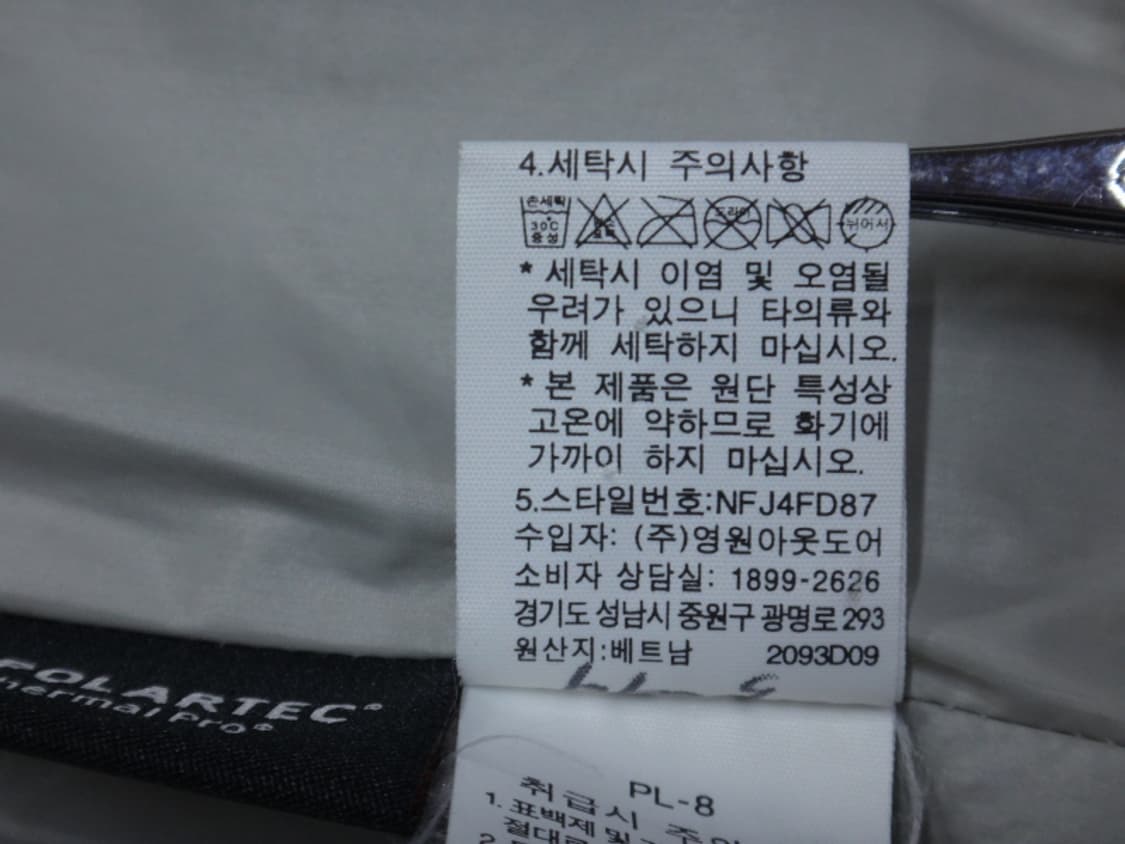 4.세탁시 주의사항
손세탁 30℃ 중성 드라이 뉘어서
* 세탁시 이염 및 오염될
우려가 있으니 타의류와
함께 세탁하지 마십시오.
* 본 제품은 원단 특성상
고온에 약하므로 화기에
가까이 하지 마십시오.
5.스타일번호:NFJ4FD87
수입자: (주)영원아웃도어
소비자 상담실: 1899-2626
경기도 성남시 중원구 광명로 293
원산지:베트남 2093D09
POLARTEC®
Thermal Pro®
PL-8
취급시 주의
1. 표백제 및
절대로
2.